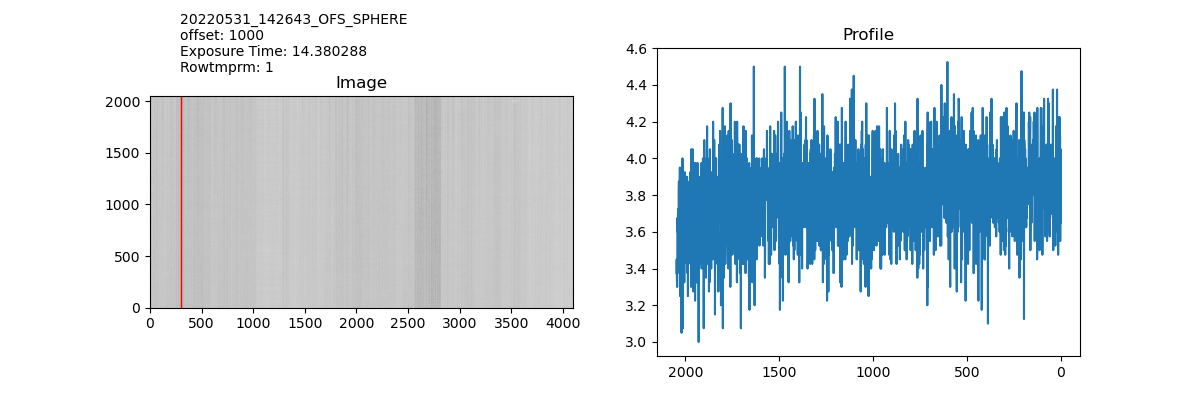 20220531_142643_OFS_SPHERE
offset: 1000
Exposure Time: 14.380288
Rowtmprm: 1
Image
2000
1500
1000
500
0
0 500 1000 1500 2000 2500 3000 3500 4000
Profile
4.6
4.4
4.2
4.0
3.8
3.6
3.4
3.2
3.0
2000 1500 1000 500 0